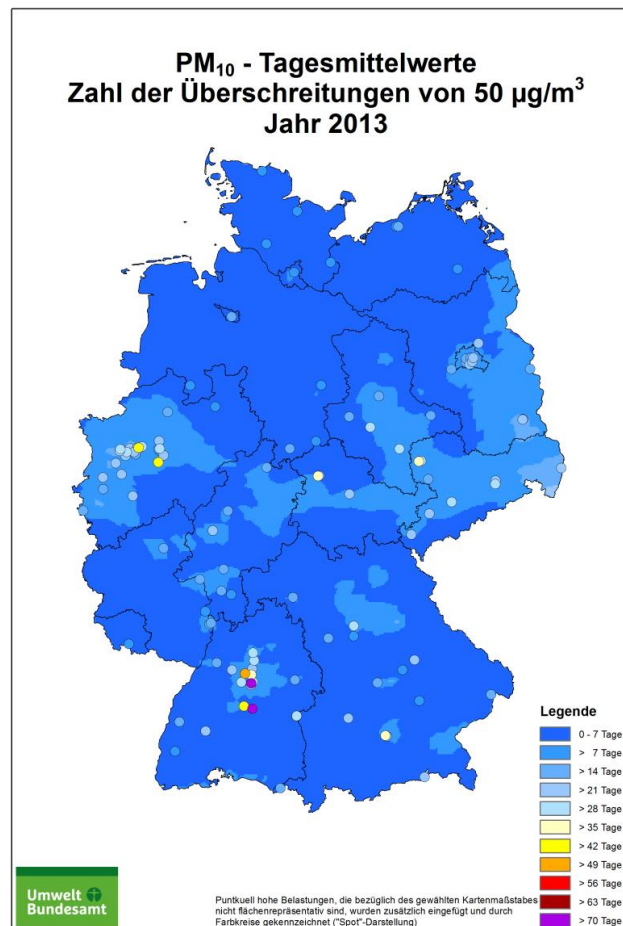 PM₁₀ - Tagesmittelwerte
Zahl der Überschreitungen von 50 µg/m³
Jahr 2013
Legende
0 - 7 Tage
> 7 Tage
> 14 Tage
> 21 Tage
> 28 Tage
> 35 Tage
> 42 Tage
> 49 Tage
> 56 Tage
> 63 Tage
> 70 Tage
Umwelt
Bundesamt
Punktuell hohe Belastungen, die bezüglich des gewählten Kartenmaßstabes
nicht flächenrepräsentativ sind, wurden zusätzlich eingefügt und durch
Farbkreise gekennzeichnet ("Spot"-Darstellung)